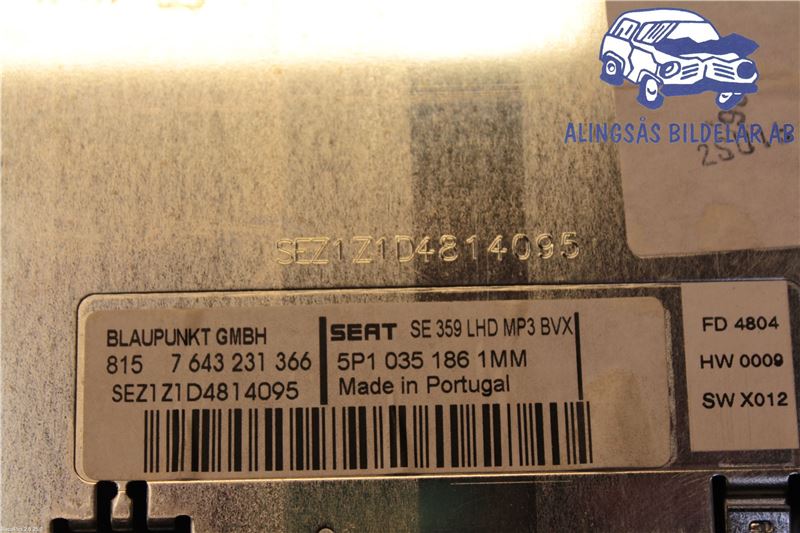 ALINGSÅS BILDELAR AB
SEZ1Z1D4814095
BLAUPUNKT GMBH
815 7 643 231 366
SEZ1Z1D4814095
SEAT SE 359 LHD MP3 BVX
5P1 035 186 1MM
Made in Portugal
FD 4804
HW 0009
SW X012